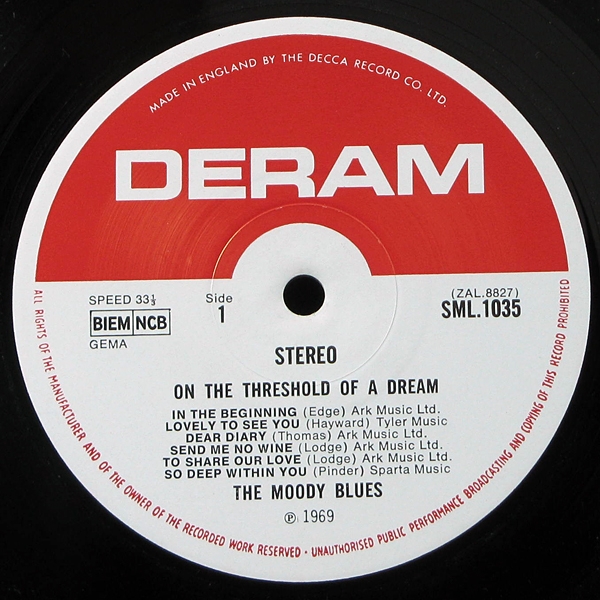 MADE IN ENGLAND BY THE DECCA RECORD CO. LTD.
DERAM
SPEED 33⅓
BIEM NCB
GEMA
Side
1
(ZAL.8827)
SML.1035
STEREO
ON THE THRESHOLD OF A DREAM
IN THE BEGINNING (Edge) Ark Music Ltd.
LOVELY TO SEE YOU (Hayward) Tyler Music
DEAR DIARY (Thomas) Ark Music Ltd.
SEND ME NO WINE (Lodge) Ark Music Ltd.
TO SHARE OUR LOVE (Lodge) Ark Music Ltd.
SO DEEP WITHIN YOU (Pinder) Sparta Music
THE MOODY BLUES
℗ 1969
ALL RIGHTS OF THE MANUFACTURER AND OF THE OWNER OF THE RECORDED WORK RESERVED · UNAUTHORISED PUBLIC PERFORMANCE BROADCASTING AND COPYING OF THIS RECORD PROHIBITED